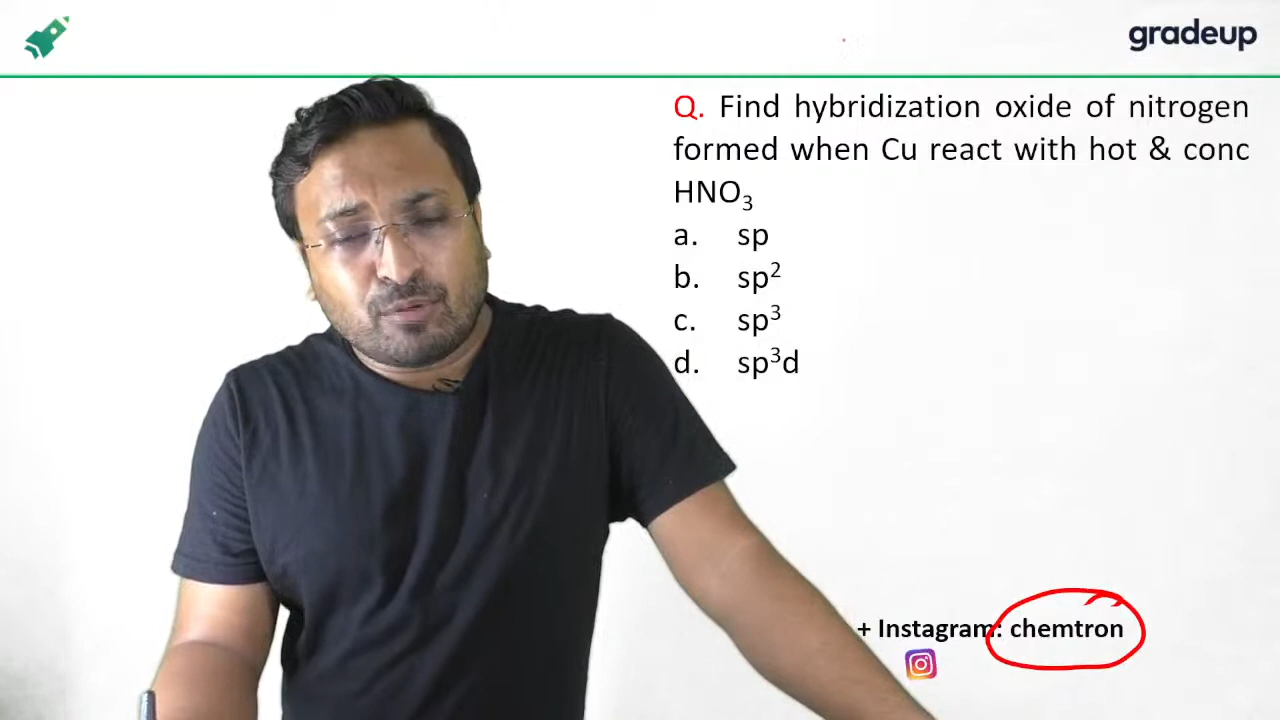 gradeup
Q. Find hybridization oxide of nitrogen
formed when Cu react with hot & conc
HNO₃
a. sp
b. sp²
c. sp³
d. sp³d
+ Instagram: chemtron